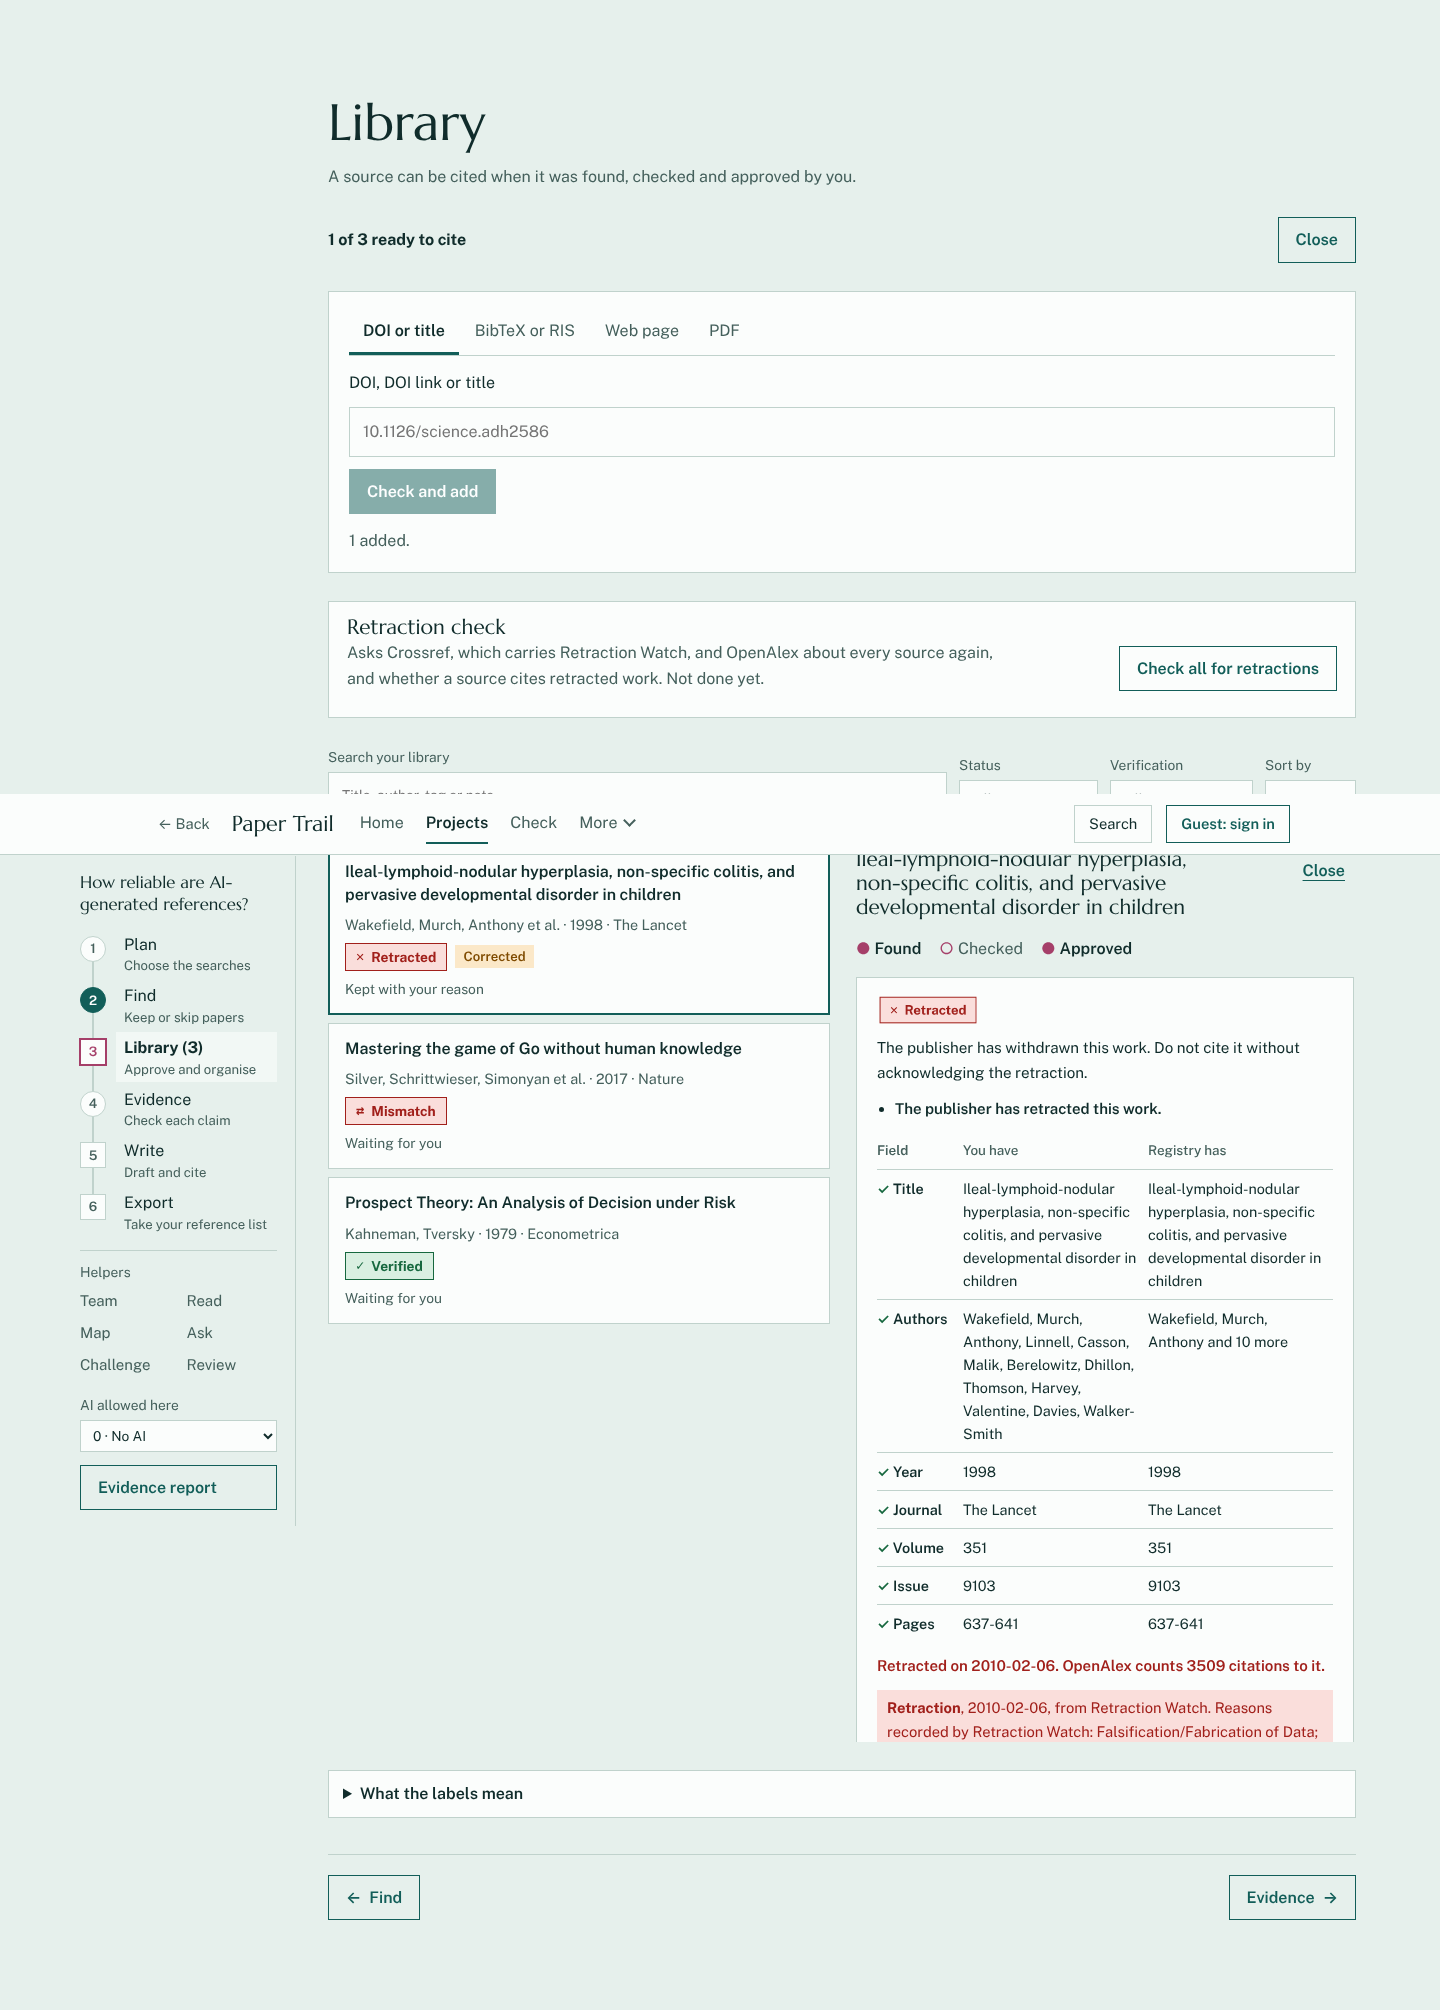 Library
A source can be cited when it was found, checked and approved by you.
1 of 3 ready to cite
Close
DOI or title
BibTeX or RIS
Web page
PDF
DOI, DOI link or title
10.1126/science.adh2586
Check and add
1 added.
Retraction check
Asks Crossref, which carries Retraction Watch, and OpenAlex about every source again,
and whether a source cites retracted work. Not done yet.
Check all for retractions
Search your library
Status
Verification
Sort by
Title, author, tag or note
← Back
Paper Trail
Home
Projects
Check
More
Search
Guest: sign in
How reliable are AI-
generated references?
1
Plan
Choose the searches
2
Find
Keep or skip papers
3
Library (3)
Approve and organise
4
Evidence
Check each claim
5
Write
Draft and cite
6
Export
Take your reference list
Helpers
Team
Read
Map
Ask
Challenge
Review
AI allowed here
0 · No AI
Evidence report
Ileal-lymphoid-nodular hyperplasia, non-specific colitis, and
pervasive developmental disorder in children
Wakefield, Murch, Anthony et al. · 1998 · The Lancet
× Retracted
Corrected
Kept with your reason
Mastering the game of Go without human knowledge
Silver, Schrittwieser, Simonyan et al. · 2017 · Nature
⇄ Mismatch
Waiting for you
Prospect Theory: An Analysis of Decision under Risk
Kahneman, Tversky · 1979 · Econometrica
✓ Verified
Waiting for you
Ileal-lymphoid-nodular hyperplasia,
non-specific colitis, and pervasive
developmental disorder in children
Close
Found
Checked
Approved
× Retracted
The publisher has withdrawn this work. Do not cite it without
acknowledging the retraction.
• The publisher has retracted this work.
Field
You have
Registry has
✓ Title
Ileal-lymphoid-nodular
hyperplasia, non-specific
colitis, and pervasive
developmental disorder in
children
Ileal-lymphoid-nodular
hyperplasia, non-specific
colitis, and pervasive
developmental disorder in
children
✓ Authors
Wakefield, Murch,
Anthony, Linnell, Casson,
Malik, Berelowitz, Dhillon,
Thomson, Harvey,
Valentine, Davies, Walker-
Smith
Wakefield, Murch,
Anthony and 10 more
✓ Year
1998
1998
✓ Journal
The Lancet
The Lancet
✓ Volume
351
351
✓ Issue
9103
9103
✓ Pages
637-641
637-641
Retracted on 2010-02-06. OpenAlex counts 3509 citations to it.
Retraction, 2010-02-06, from Retraction Watch. Reasons
recorded by Retraction Watch: Falsification/Fabrication of Data;
What the labels mean
← Find
Evidence →